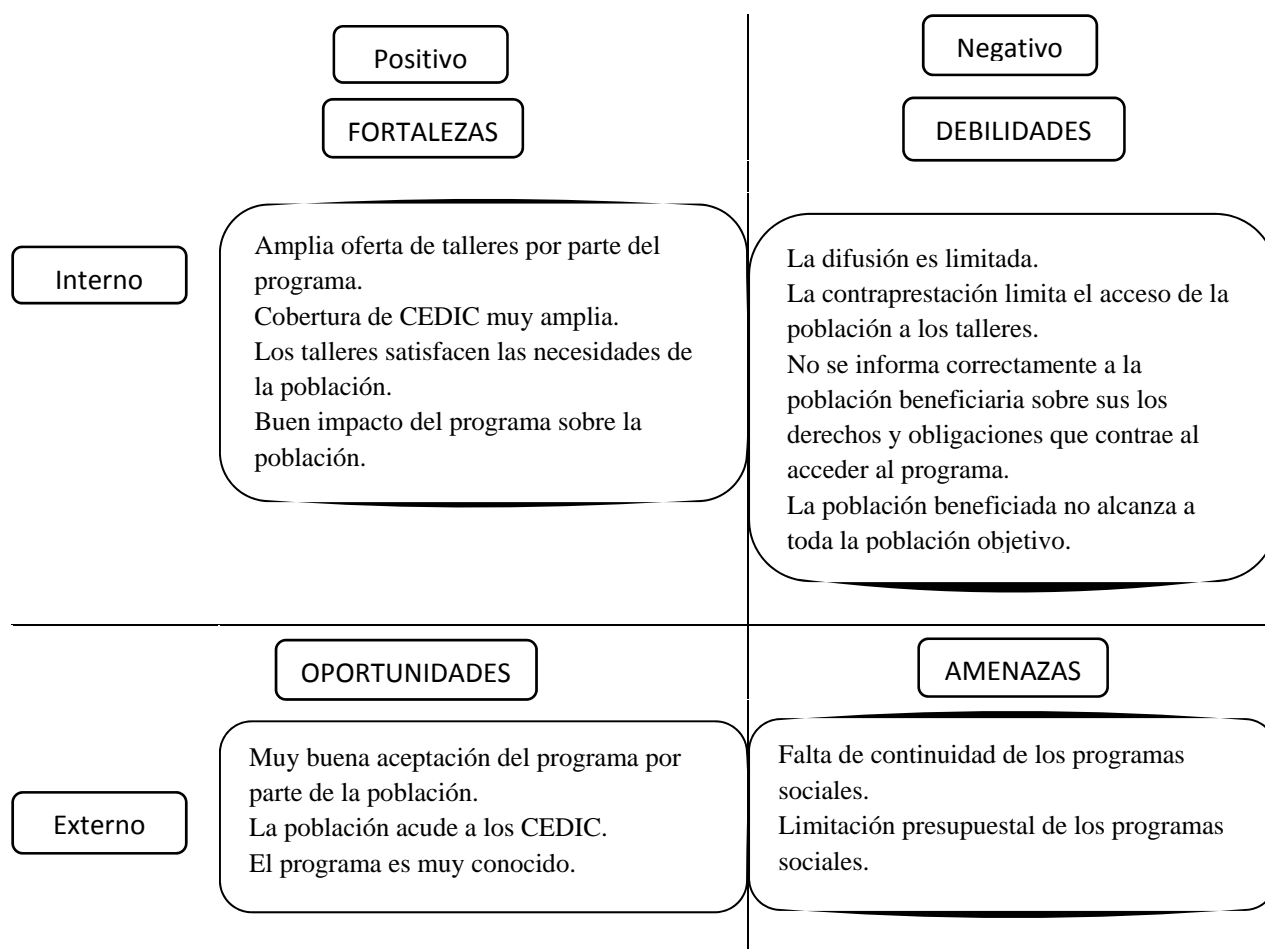 Positivo
Negativo
FORTALEZAS
DEBILIDADES
Interno
Amplia oferta de talleres por parte del
programa.
Cobertura de CEDIC muy amplia.
Los talleres satisfacen las necesidades de
la población.
Buen impacto del programa sobre la
población.
La difusión es limitada.
La contraprestación limita el acceso de la
población a los talleres.
No se informa correctamente a la
población beneficiaria sobre sus los
derechos y obligaciones que contrae al
acceder al programa.
La población beneficiada no alcanza a
toda la población objetivo.
OPORTUNIDADES
AMENAZAS
Externo
Muy buena aceptación del programa por
parte de la población.
La población acude a los CEDIC.
El programa es muy conocido.
Falta de continuidad de los programas
sociales.
Limitación presupuestal de los programas
sociales.